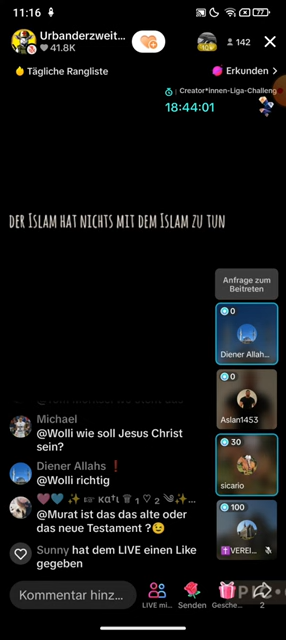 11:16
77
Urbanderzweit...
41.8K
142
Tägliche Rangliste
Erkunden >
Creator*innen-Liga-Challeng
18:44:01
DER ISLAM HAT NICHTS MIT DEM ISLAM ZU TUN
Anfrage zum
Beitreten
0
Diener Allah...
0
Aslan1453
30
sicario
100
VEREI...
Michael
@Wolli wie soll Jesus Christ
sein?
Diener Allahs ❗
@Wolli richtig
@Murat ist das das alte oder
das neue Testament ?😉
Sunny hat dem LIVE einen Like
gegeben
Kommentar hinz...
LIVE mi...
Senden
Gesche...
2